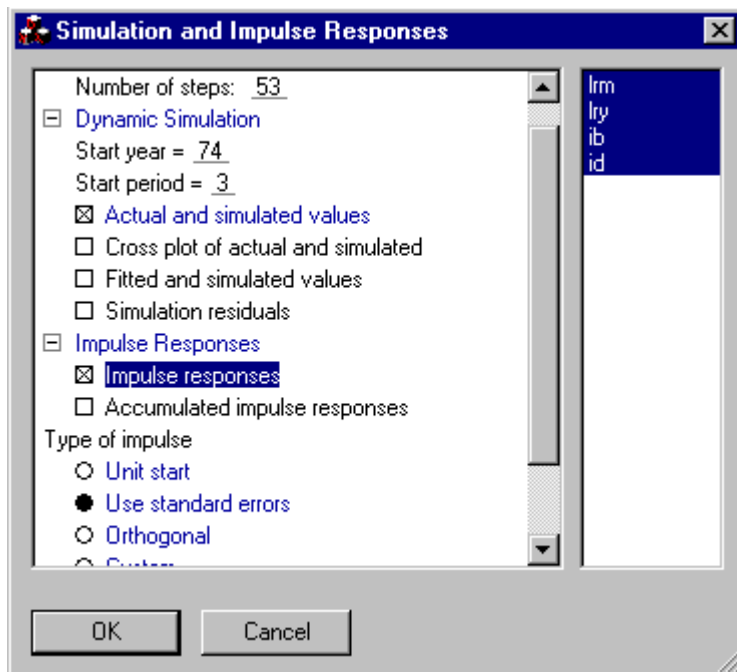 Simulation and Impulse Responses
Number of steps: 53
Dynamic Simulation
Start year = 74
Start period = 3
Actual and simulated values
Cross plot of actual and simulated
Fitted and simulated values
Simulation residuals
Impulse Responses
Impulse responses
Accumulated impulse responses
Type of impulse
Unit start
Use standard errors
Orthogonal
lrm
lry
ib
id
OK
Cancel